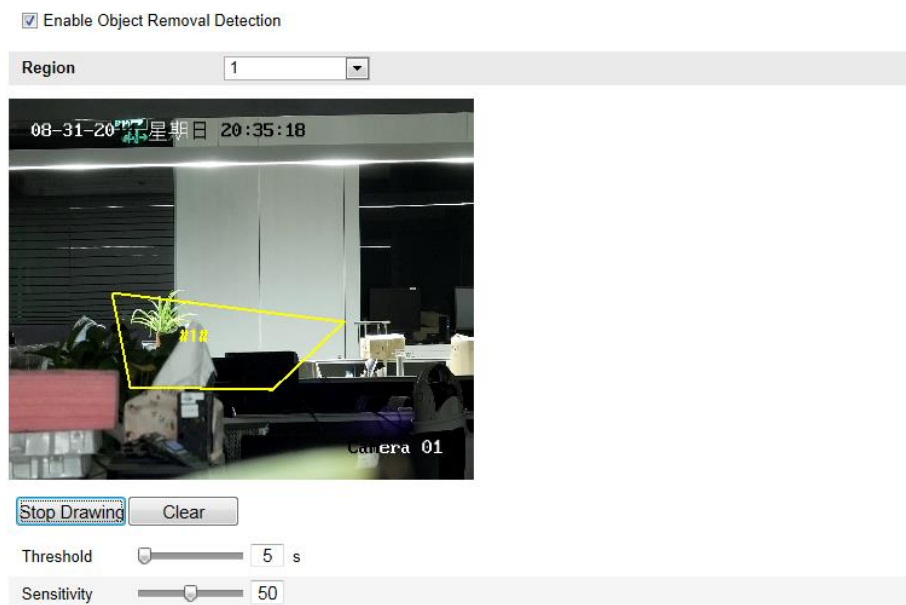 Enable Object Removal Detection
Region 1
08-31-20 星期日 20:35:18
#1#
Camera 01
Stop Drawing Clear
Threshold 5 s
Sensitivity 50